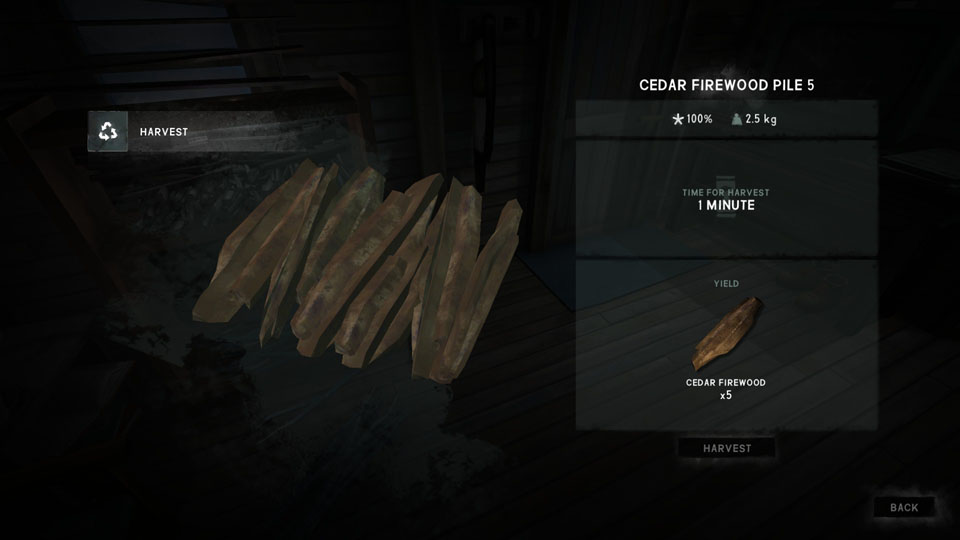 CEDAR FIREWOOD PILE 5
100% 2.5 kg
HARVEST
TIME FOR HARVEST
1 MINUTE
YIELD
CEDAR FIREWOOD
x5
HARVEST
BACK